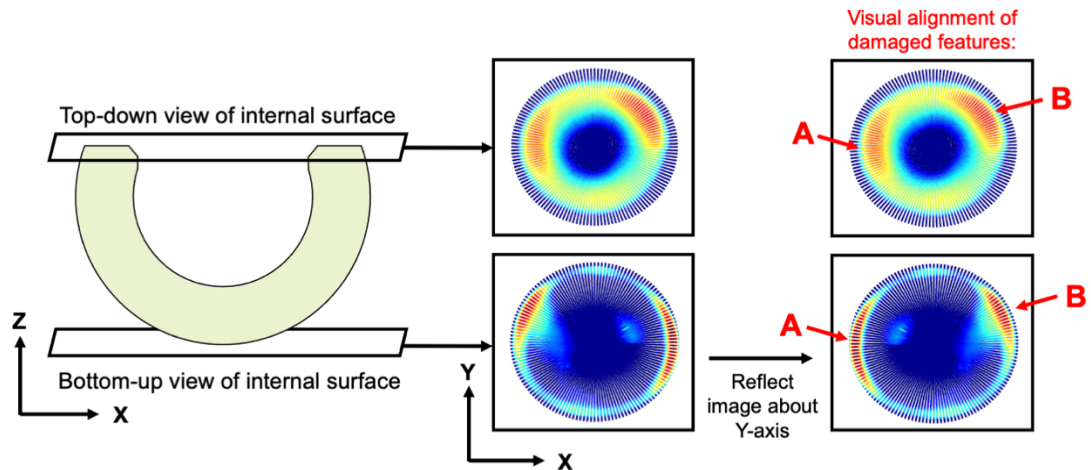 Visual alignment of
damaged features:
Top-down view of internal surface
A
B
Z
X
Bottom-up view of internal surface
Y
X
Reflect
image about
Y-axis
A
B